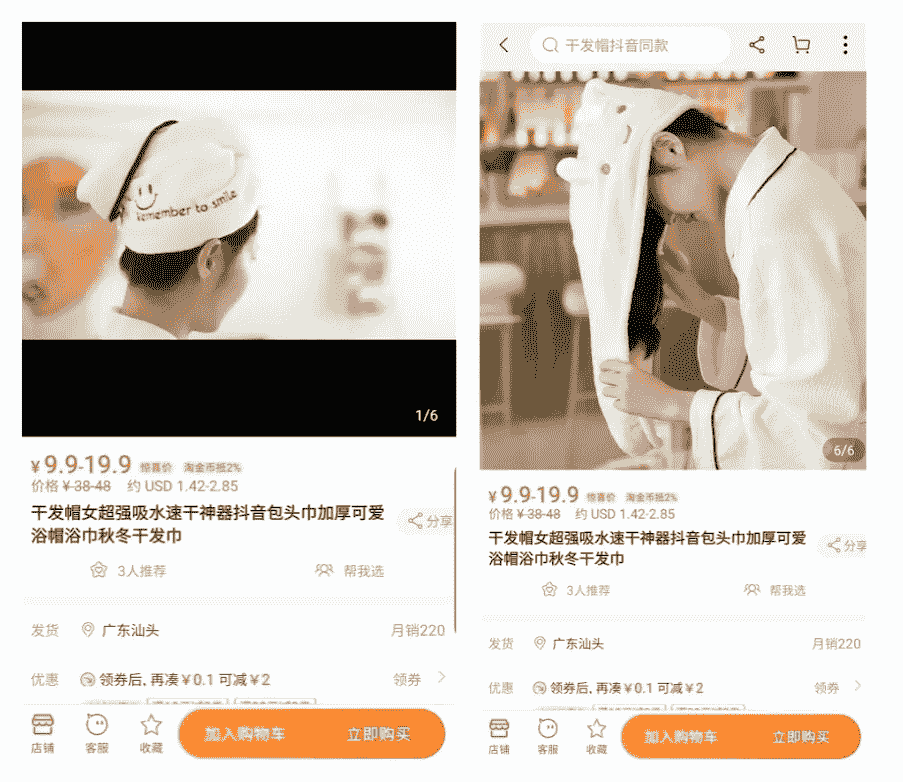 Remember to smile
1/6
¥9.9-19.9 惊喜价 淘金币抵2%
价格 ¥38-48 约 USD 1.42-2.85
干发帽女超强吸水速干神器抖音包头巾加厚可爱
浴帽浴巾秋冬干发巾
分享
3人推荐 帮我选
发货 广东汕头 月销220
优惠 领券后, 再凑¥0.1 可减¥2 领券
店铺 客服 收藏 加入购物车 立即购买
干发帽抖音同款
6/6
¥9.9-19.9 惊喜价 淘金币抵2%
价格 ¥38-48 约 USD 1.42-2.85
干发帽女超强吸水速干神器抖音包头巾加厚可爱
浴帽浴巾秋冬干发巾
分享
3人推荐 帮我选
发货 广东汕头 月销220
优惠 领券后, 再凑¥0.1 可减¥2 领券
店铺 客服 收藏 加入购物车 立即购买